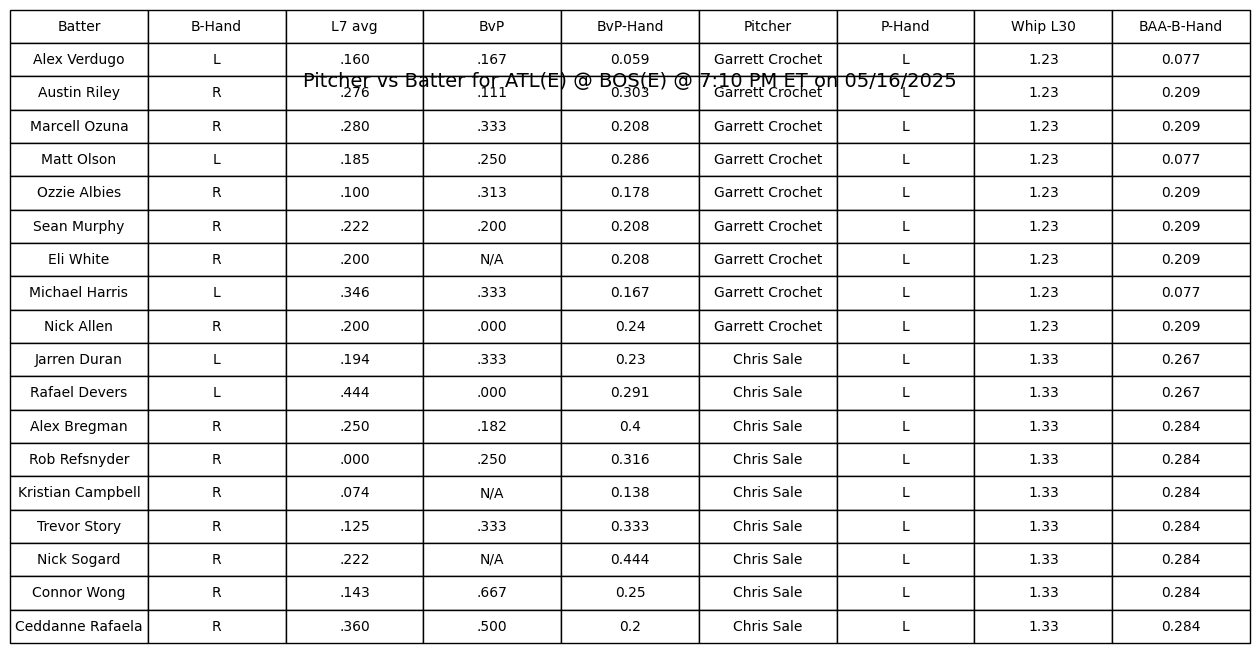 Batter B-Hand L7 avg BvP BvP-Hand Pitcher P-Hand Whip L30 BAA-B-Hand
Alex Verdugo L .160 .167 0.059 Garrett Crochet L 1.23 0.077
Pitcher vs Batter for ATL(E) @ BOS(E) @ 7:10 PM ET on 05/16/2025
Austin Riley R .276 .111 0.303 Garrett Crochet L 1.23 0.209
Marcell Ozuna R .280 .333 0.208 Garrett Crochet L 1.23 0.209
Matt Olson L .185 .250 0.286 Garrett Crochet L 1.23 0.077
Ozzie Albies R .100 .313 0.178 Garrett Crochet L 1.23 0.209
Sean Murphy R .222 .200 0.208 Garrett Crochet L 1.23 0.209
Eli White R .200 N/A 0.208 Garrett Crochet L 1.23 0.209
Michael Harris L .346 .333 0.167 Garrett Crochet L 1.23 0.077
Nick Allen R .200 .000 0.24 Garrett Crochet L 1.23 0.209
Jarren Duran L .194 .333 0.23 Chris Sale L 1.33 0.267
Rafael Devers L .444 .000 0.291 Chris Sale L 1.33 0.267
Alex Bregman R .250 .182 0.4 Chris Sale L 1.33 0.284
Rob Refsnyder R .000 .250 0.316 Chris Sale L 1.33 0.284
Kristian Campbell R .074 N/A 0.138 Chris Sale L 1.33 0.284
Trevor Story R .125 .333 0.333 Chris Sale L 1.33 0.284
Nick Sogard R .222 N/A 0.444 Chris Sale L 1.33 0.284
Connor Wong R .143 .667 0.25 Chris Sale L 1.33 0.284
Ceddanne Rafaela R .360 .500 0.2 Chris Sale L 1.33 0.284